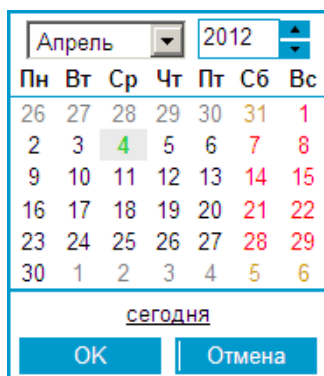 Апрель 2012
Пн Вт Ср Чт Пт Сб Вс
26 27 28 29 30 31 1
2 3 4 5 6 7 8
9 10 11 12 13 14 15
16 17 18 19 20 21 22
23 24 25 26 27 28 29
30 1 2 3 4 5 6
сегодня
OK Отмена